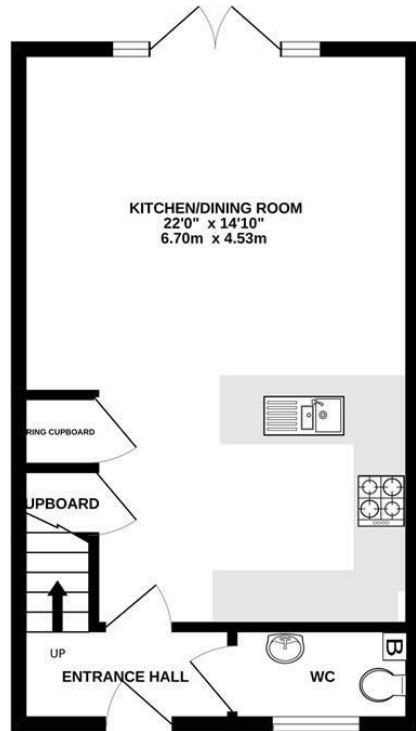 KITCHEN/DINING ROOM
22'0" x 14'10"
6.70m x 4.53m
RING CUPBOARD
UPBOARD
UP
ENTRANCE HALL
WC
B